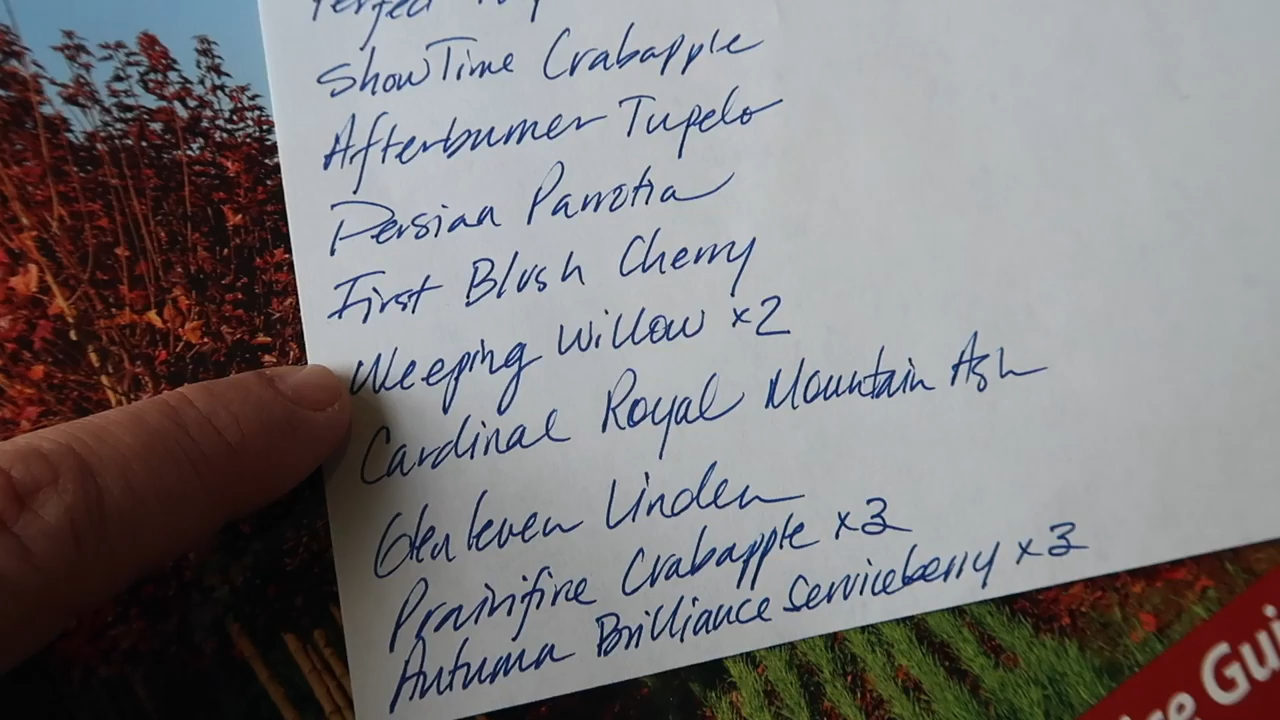 Perfect
ShowTime Crabapple
Afterburner Tupelo
Persian Parrotia
First Blush Cherry
Weeping Willow x2
Cardinal Royal Mountain Ash
Glenleven Linden
Prairifire Crabapple x3
Autumn Brilliance Serviceberry x3